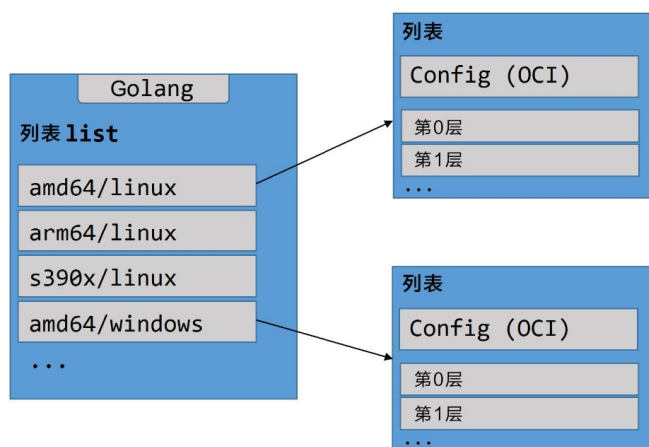 Golang
列表 list
amd64/linux
arm64/linux
s390x/linux
amd64/windows
...
列表
Config (OCI)
第0层
第1层
...
列表
Config (OCI)
第0层
第1层
...